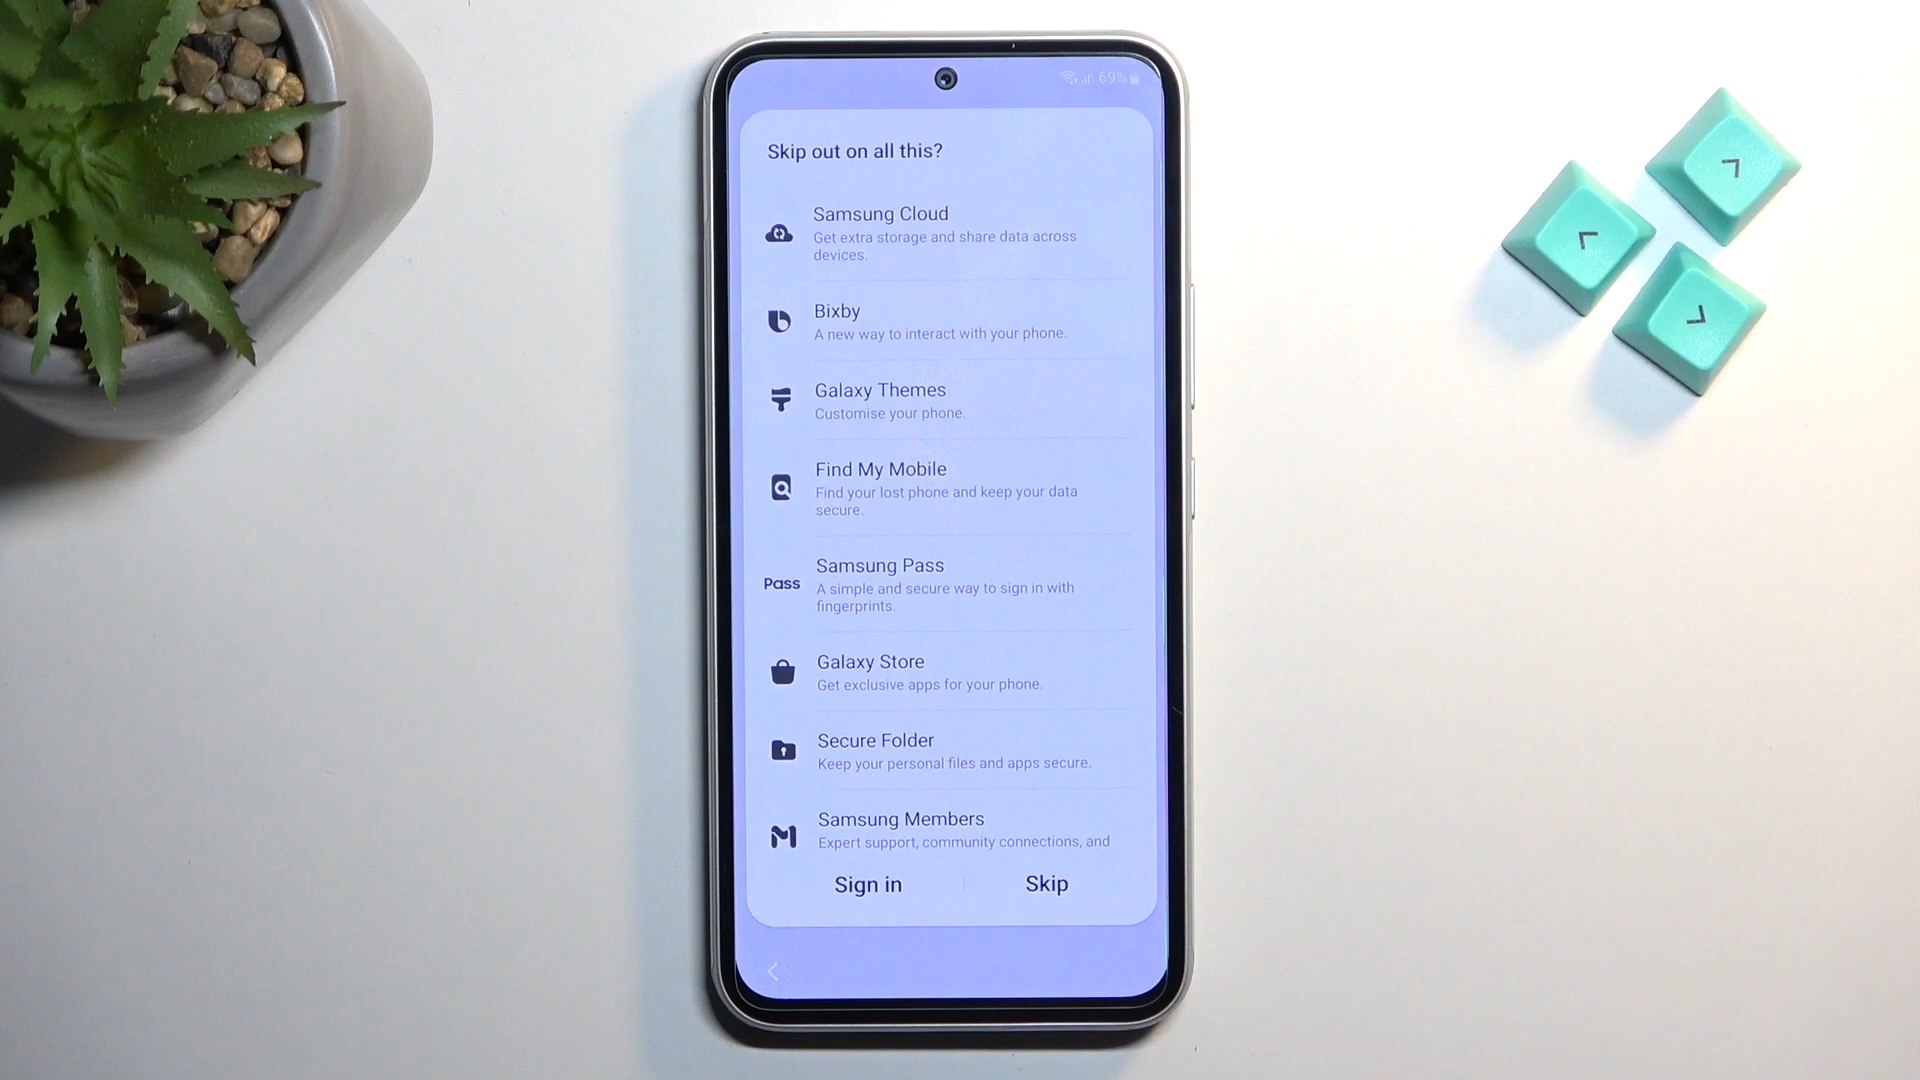 69%
Skip out on all this?
Samsung Cloud
Get extra storage and share data across
devices.
Bixby
A new way to interact with your phone.
Galaxy Themes
Customise your phone.
Find My Mobile
Find your lost phone and keep your data
secure.
Pass
Samsung Pass
A simple and secure way to sign in with
fingerprints.
Galaxy Store
Get exclusive apps for your phone.
Secure Folder
Keep your personal files and apps secure.
Samsung Members
Expert support, community connections, and
Sign in
Skip